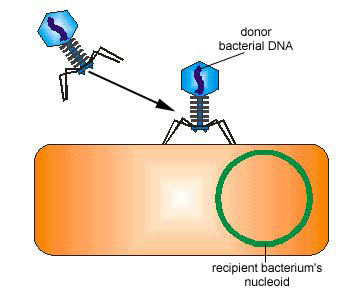 donor
bacterial DNA
recipient bacterium's
nucleoid